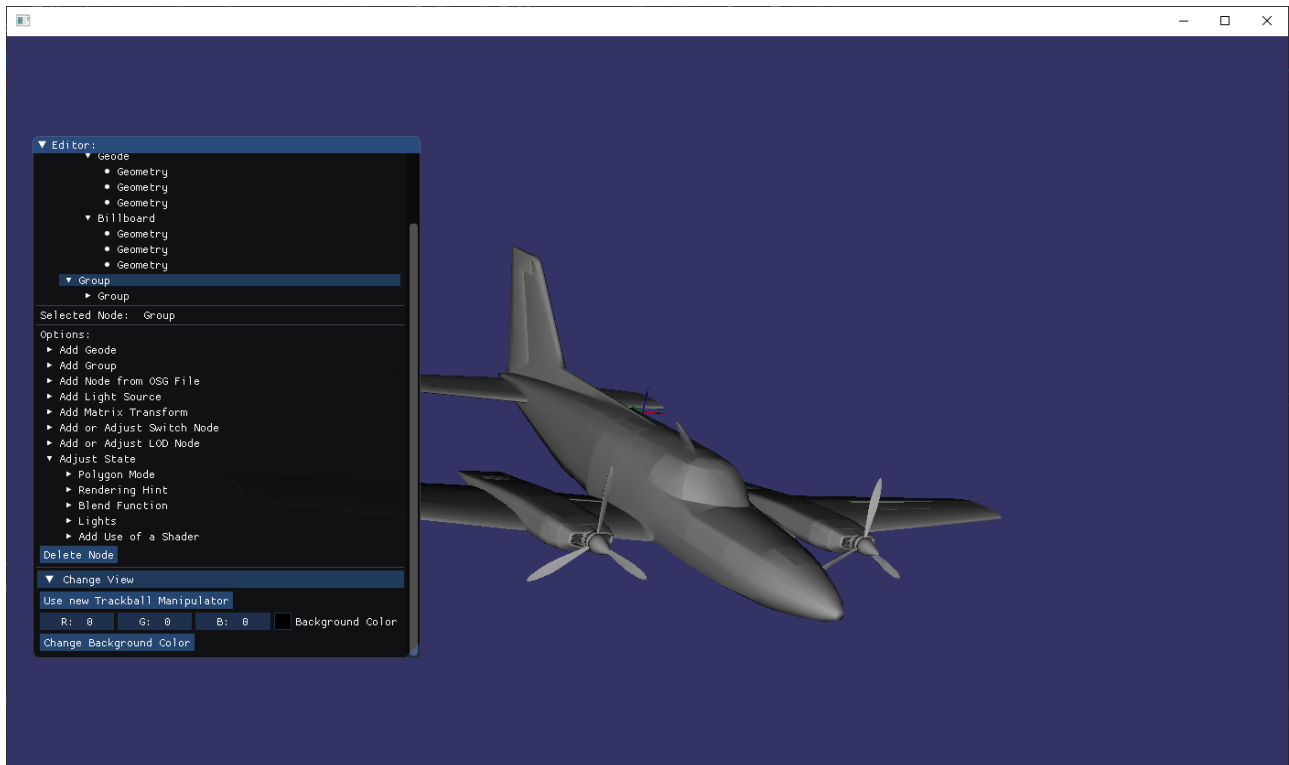 Editor:
Geode
Geometry
Geometry
Geometry
Billboard
Geometry
Geometry
Geometry
Group
Group
Selected Node: Group
Options:
Add Geode
Add Group
Add Node from OSG File
Add Light Source
Add Matrix Transform
Add or Adjust Switch Node
Add or Adjust LOD Node
Adjust State
Polygon Mode
Rendering Hint
Blend Function
Lights
Add Use of a Shader
Delete Node
Change View
Use new Trackball Manipulator
R: 0 G: 0 B: 0 Background Color
Change Background Color